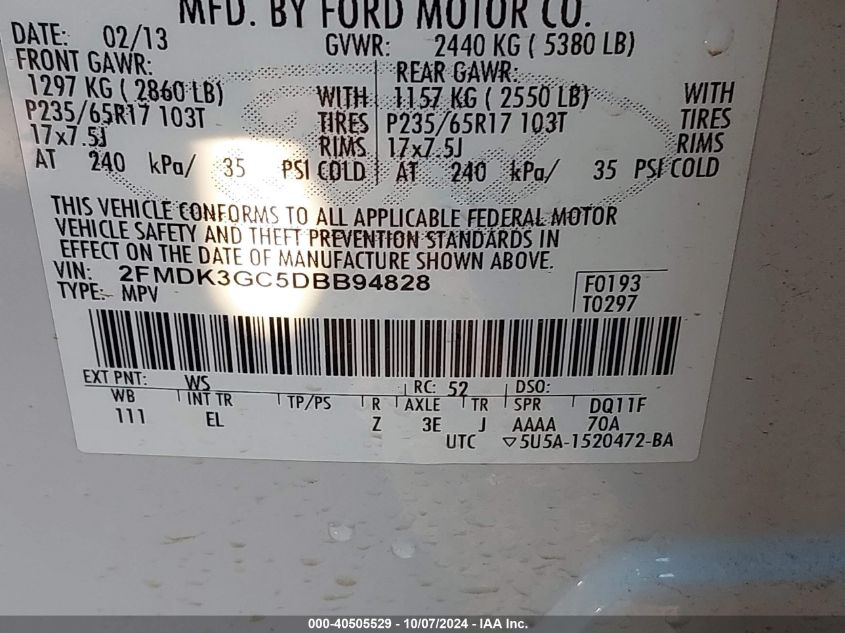 MFD. BY FORD MOTOR CO.
DATE: 02/13 GVWR: 2440 KG ( 5380 LB)
FRONT GAWR: REAR GAWR:
1297 KG ( 2860 LB) WITH 1157 KG ( 2550 LB) WITH
P235/65R17 103T TIRES P235/65R17 103T TIRES
17x7.5J RIMS 17x7.5J RIMS
AT 240 kPa/ 35 PSI COLD AT 240 kPa/ 35 PSI COLD
THIS VEHICLE CONFORMS TO ALL APPLICABLE FEDERAL MOTOR
VEHICLE SAFETY AND THEFT PREVENTION STANDARDS IN
EFFECT ON THE DATE OF MANUFACTURE SHOWN ABOVE.
VIN: 2FMDK3GC5DBB94828 F0193
TYPE: MPV T0297
EXT PNT: WS RC: 52 DSO:
WB INT TR TP/PS R AXLE TR SPR DQ11F
111 EL Z 3E J AAAA 70A
UTC ▽5U5A-1520472-BA
000-40505529 - 10/07/2024 - IAA Inc.